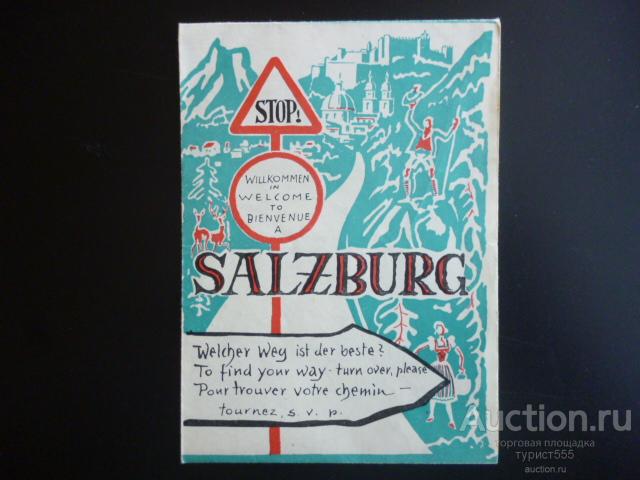 STOP!
WILLKOMMEN
IN
WELCOME
TO
BIENVENUE
A
SALZBURG
Welcher Weg ist der beste?
To find your way - turn over, please
Pour trouver votre chemin —
tournez, s. v. p.
Auction.ru
торговая площадка
турист555
auction.ru